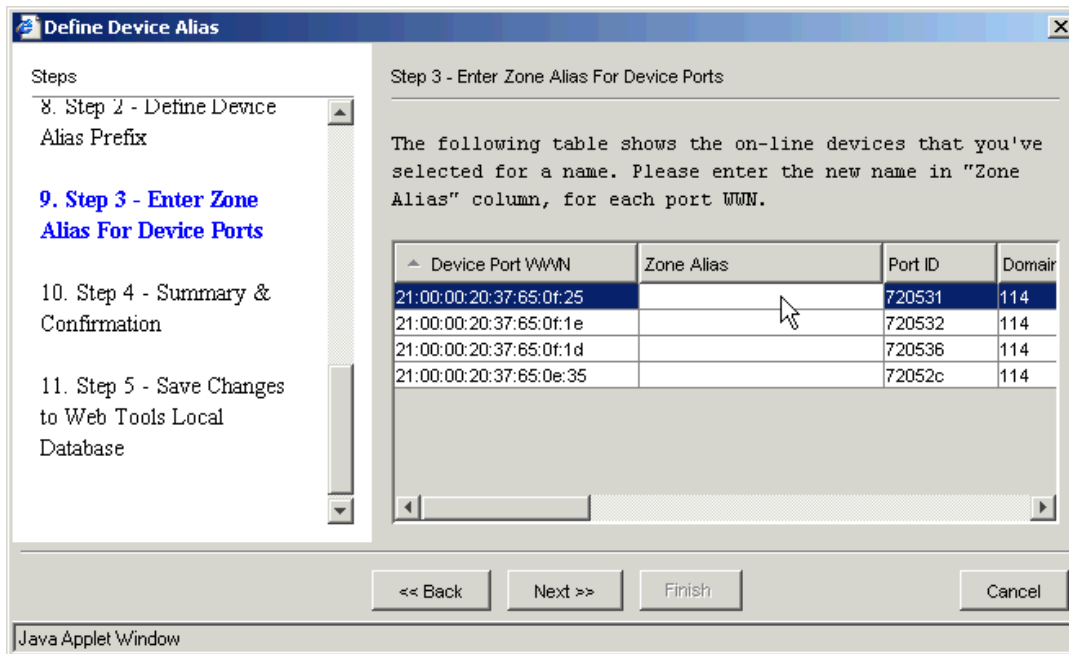 Define Device Alias
Steps
8. Step 2 - Define Device
Alias Prefix
9. Step 3 - Enter Zone
Alias For Device Ports
10. Step 4 - Summary &
Confirmation
11. Step 5 - Save Changes
to Web Tools Local
Database
Step 3 - Enter Zone Alias For Device Ports
The following table shows the on-line devices that you've
selected for a name. Please enter the new name in "Zone
Alias" column, for each port WWN.
Device Port WWN Zone Alias Port ID Domain
21:00:00:20:37:65:0f:25 720531 114
21:00:00:20:37:65:0f:1e 720532 114
21:00:00:20:37:65:0f:1d 720536 114
21:00:00:20:37:65:0e:35 72052c 114
<< Back Next >> Finish Cancel
Java Applet Window